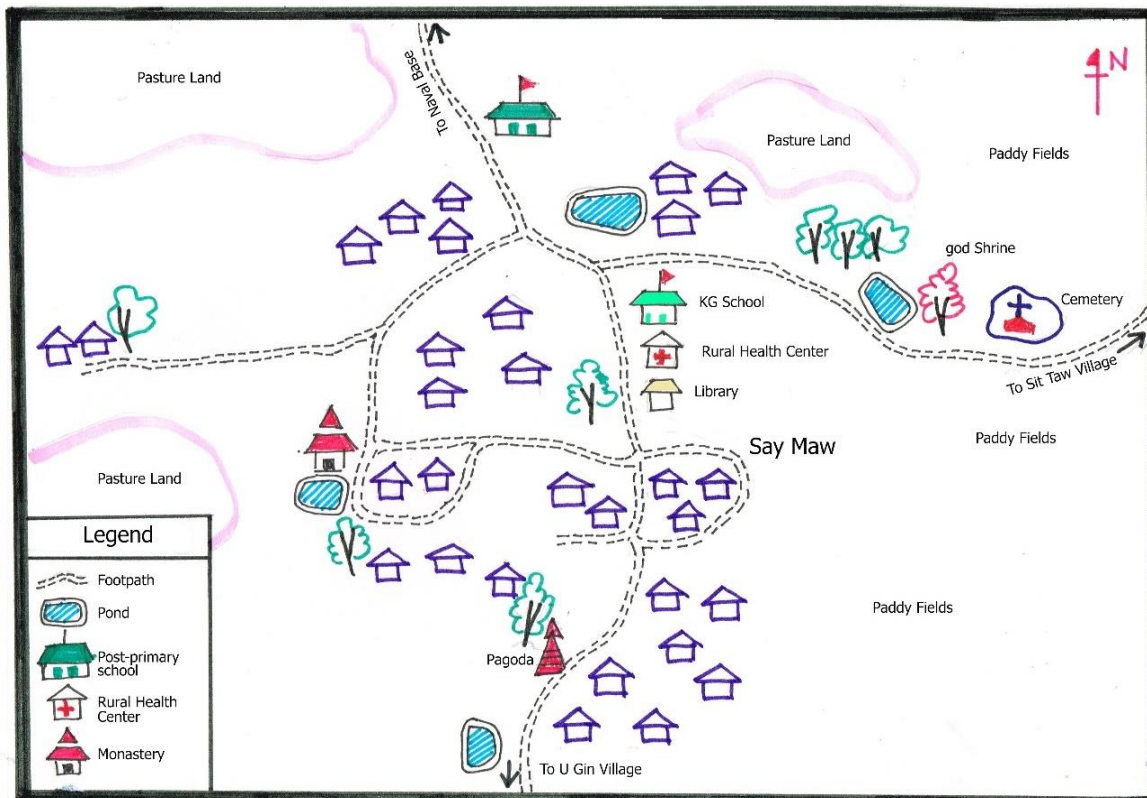 Pasture Land
To Naval Base
N
Pasture Land
Paddy Fields
god Shrine
KG School
Cemetery
Rural Health Center
To Sit Taw Village
Library
Paddy Fields
Say Maw
Pasture Land
Legend
Footpath
Pond
Post-primary
school
Rural Health
Center
Monastery
Paddy Fields
Pagoda
To U Gin Village